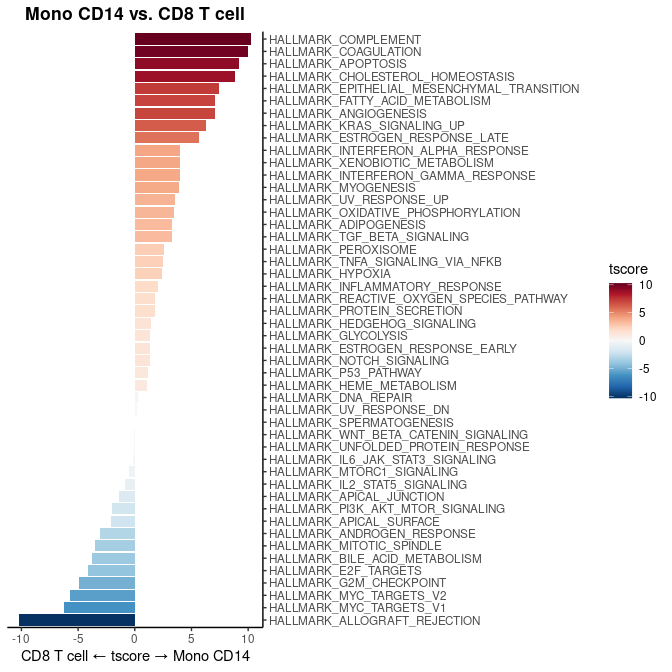 Mono CD14 vs. CD8 T cell
HALLMARK_COMPLEMENT
HALLMARK_COAGULATION
HALLMARK_APOPTOSIS
HALLMARK_CHOLESTEROL_HOMEOSTASIS
HALLMARK_EPITHELIAL_MESENCHYMAL_TRANSITION
HALLMARK_FATTY_ACID_METABOLISM
HALLMARK_ANGIOGENESIS
HALLMARK_KRAS_SIGNALING_UP
HALLMARK_ESTROGEN_RESPONSE_LATE
HALLMARK_INTERFERON_ALPHA_RESPONSE
HALLMARK_XENOBIOTIC_METABOLISM
HALLMARK_INTERFERON_GAMMA_RESPONSE
HALLMARK_MYOGENESIS
HALLMARK_UV_RESPONSE_UP
HALLMARK_OXIDATIVE_PHOSPHORYLATION
HALLMARK_ADIPOGENESIS
HALLMARK_TGF_BETA_SIGNALING
HALLMARK_PEROXISOME
HALLMARK_TNFA_SIGNALING_VIA_NFKB
HALLMARK_HYPOXIA
HALLMARK_INFLAMMATORY_RESPONSE
HALLMARK_REACTIVE_OXYGEN_SPECIES_PATHWAY
HALLMARK_PROTEIN_SECRETION
HALLMARK_HEDGEHOG_SIGNALING
HALLMARK_GLYCOLYSIS
HALLMARK_ESTROGEN_RESPONSE_EARLY
HALLMARK_NOTCH_SIGNALING
HALLMARK_P53_PATHWAY
HALLMARK_HEME_METABOLISM
HALLMARK_DNA_REPAIR
HALLMARK_UV_RESPONSE_DN
HALLMARK_SPERMATOGENESIS
HALLMARK_WNT_BETA_CATENIN_SIGNALING
HALLMARK_UNFOLDED_PROTEIN_RESPONSE
HALLMARK_IL6_JAK_STAT3_SIGNALING
HALLMARK_MTORC1_SIGNALING
HALLMARK_IL2_STAT5_SIGNALING
HALLMARK_APICAL_JUNCTION
HALLMARK_PI3K_AKT_MTOR_SIGNALING
HALLMARK_APICAL_SURFACE
HALLMARK_ANDROGEN_RESPONSE
HALLMARK_MITOTIC_SPINDLE
HALLMARK_BILE_ACID_METABOLISM
HALLMARK_E2F_TARGETS
HALLMARK_G2M_CHECKPOINT
HALLMARK_MYC_TARGETS_V2
HALLMARK_MYC_TARGETS_V1
HALLMARK_ALLOGRAFT_REJECTION
-10 -5 0 5 10
CD8 T cell ← tscore → Mono CD14
tscore
10
5
0
-5
-10